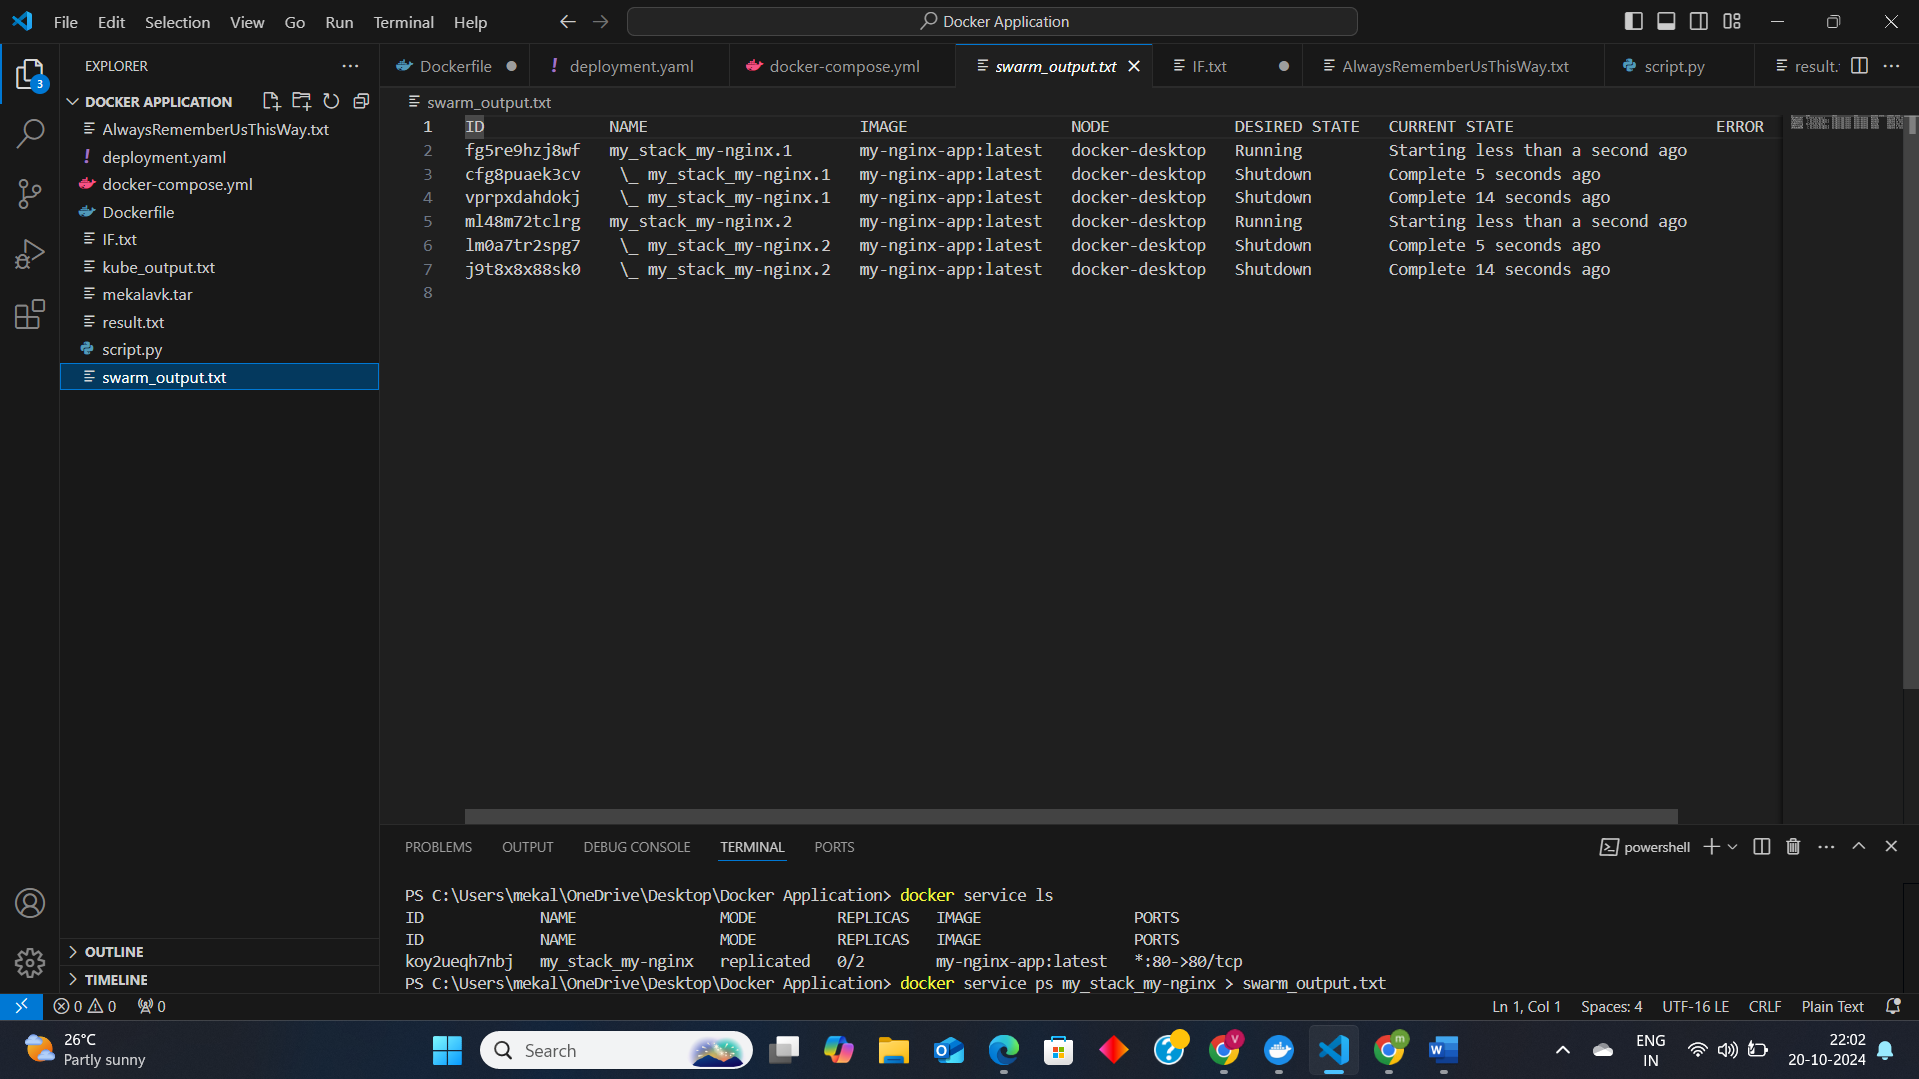 File Edit Selection View Go Run Terminal Help
Docker Application
EXPLORER
Dockerfile
! deployment.yaml
docker-compose.yml
swarm_output.txt
IF.txt
AlwaysRememberUsThisWay.txt
script.py
result.
3
DOCKER APPLICATION
AlwaysRememberUsThisWay.txt
! deployment.yaml
docker-compose.yml
Dockerfile
IF.txt
kube_output.txt
mekalavk.tar
result.txt
script.py
swarm_output.txt
OUTLINE
TIMELINE
swarm_output.txt
1 ID NAME IMAGE NODE DESIRED STATE CURRENT STATE ERROR
2 fg5re9hzj8wf my_stack_my-nginx.1 my-nginx-app:latest docker-desktop Running Starting less than a second ago
3 cfg8puaek3cv \_ my_stack_my-nginx.1 my-nginx-app:latest docker-desktop Shutdown Complete 5 seconds ago
4 vprpxdahdokj \_ my_stack_my-nginx.1 my-nginx-app:latest docker-desktop Shutdown Complete 14 seconds ago
5 ml48m72tclrg my_stack_my-nginx.2 my-nginx-app:latest docker-desktop Running Starting less than a second ago
6 lm0a7tr2spg7 \_ my_stack_my-nginx.2 my-nginx-app:latest docker-desktop Shutdown Complete 5 seconds ago
7 j9t8x8x88sk0 \_ my_stack_my-nginx.2 my-nginx-app:latest docker-desktop Shutdown Complete 14 seconds ago
8
PROBLEMS OUTPUT DEBUG CONSOLE TERMINAL PORTS
powershell
PS C:\Users\mekal\OneDrive\Desktop\Docker Application> docker service ls
ID NAME MODE REPLICAS IMAGE PORTS
ID NAME MODE REPLICAS IMAGE PORTS
koy2ueqh7nbj my_stack_my-nginx replicated 0/2 my-nginx-app:latest *:80->80/tcp
PS C:\Users\mekal\OneDrive\Desktop\Docker Application> docker service ps my_stack_my-nginx > swarm_output.txt
0 0 0
Ln 1, Col 1 Spaces: 4 UTF-16 LE CRLF Plain Text
26°C
Partly sunny
Search
V
m
ENG
IN
22:02
20-10-2024